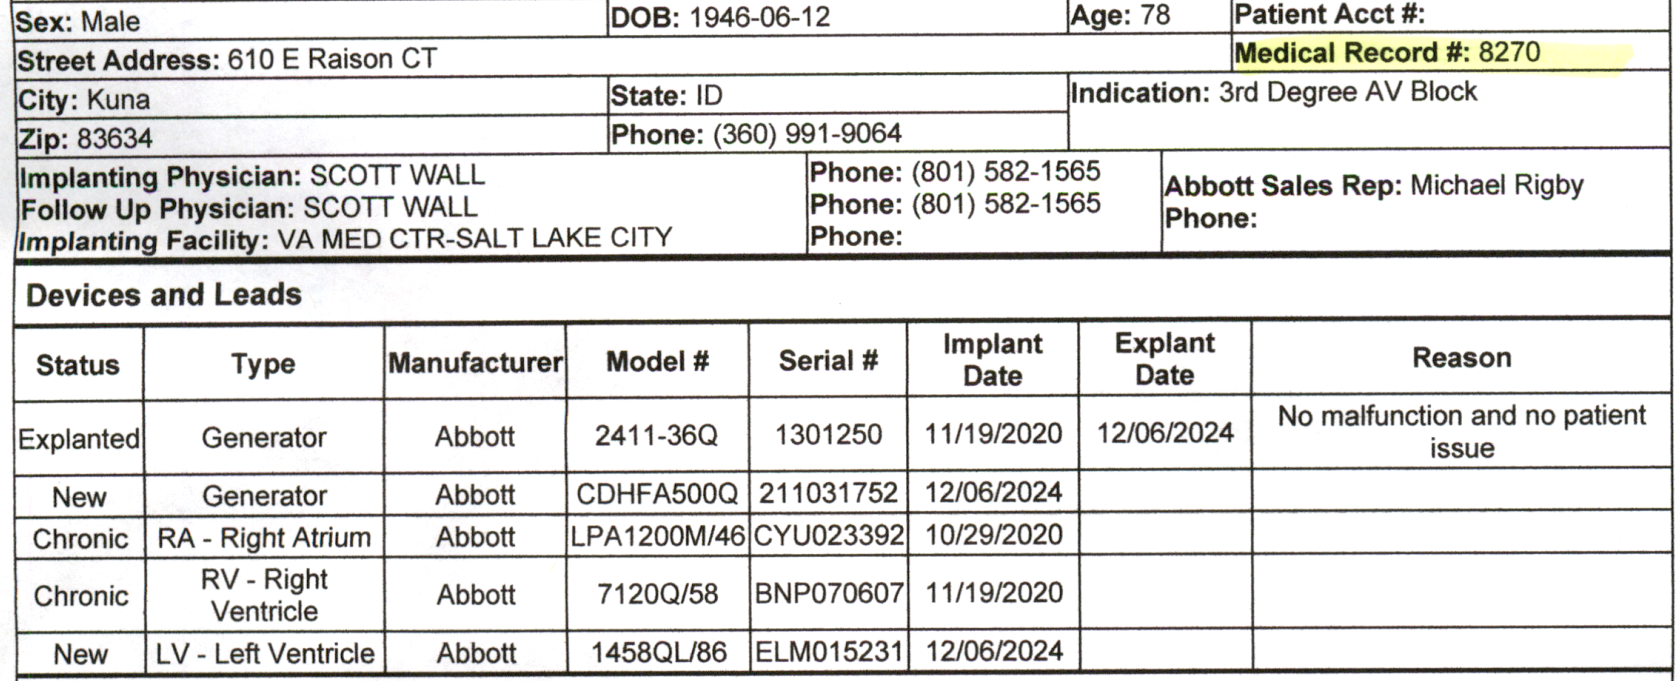 Sex: Male DOB: 1946-06-12 Age: 78 Patient Acct #:
Street Address: 610 E Raison CT Medical Record #: 8270
City: Kuna State: ID Indication: 3rd Degree AV Block
Zip: 83634 Phone: (360) 991-9064
Implanting Physician: SCOTT WALL Phone: (801) 582-1565
Follow Up Physician: SCOTT WALL Phone: (801) 582-1565
Implanting Facility: VA MED CTR-SALT LAKE CITY Phone:
Abbott Sales Rep: Michael Rigby
Phone:
Devices and Leads
Status Type Manufacturer Model # Serial # Implant Date Explant Date Reason
Explanted Generator Abbott 2411-36Q 1301250 11/19/2020 12/06/2024 No malfunction and no patient issue
New Generator Abbott CDHFA500Q 211031752 12/06/2024
Chronic RA - Right Atrium Abbott LPA1200M/46 CYU023392 10/29/2020
Chronic RV - Right Ventricle Abbott 7120Q/58 BNP070607 11/19/2020
New LV - Left Ventricle Abbott 1458QL/86 ELM015231 12/06/2024